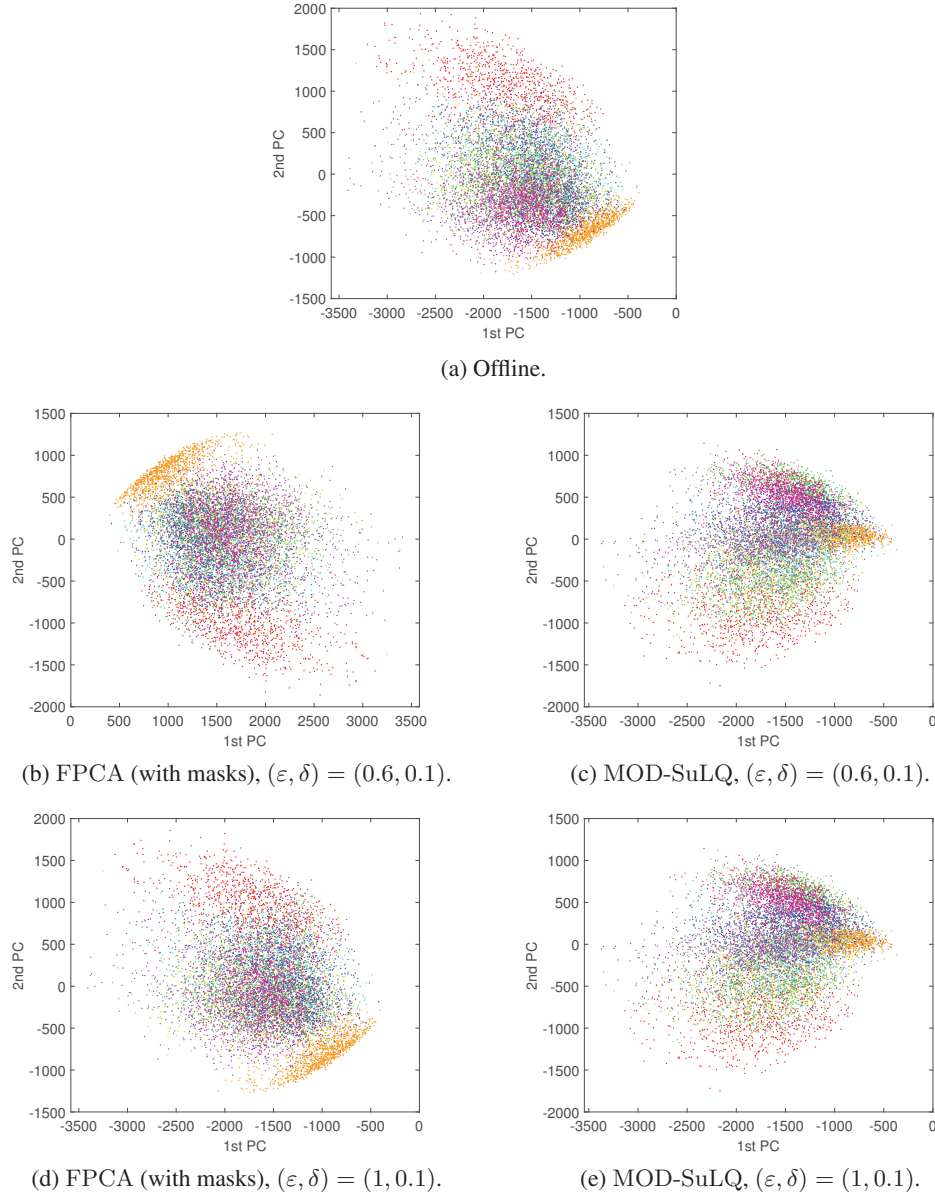 2000
1500
1000
500
0
-500
-1000
-1500
2nd PC
-3500 -3000 -2500 -2000 -1500 -1000 -500 0
1st PC
(a) Offline.
1500
1000
500
0
-500
-1000
-1500
-2000
2nd PC
0 500 1000 1500 2000 2500 3000 3500
1st PC
(b) FPCA (with masks), (ε, δ) = (0.6, 0.1).
1500
1000
500
0
-500
-1000
-1500
-2000
2nd PC
-3500 -3000 -2500 -2000 -1500 -1000 -500 0
1st PC
(c) MOD-SuLQ, (ε, δ) = (0.6, 0.1).
2000
1500
1000
500
0
-500
-1000
-1500
2nd PC
-3500 -3000 -2500 -2000 -1500 -1000 -500 0
1st PC
(d) FPCA (with masks), (ε, δ) = (1, 0.1).
1500
1000
500
0
-500
-1000
-1500
-2000
2nd PC
-3500 -3000 -2500 -2000 -1500 -1000 -500 0
1st PC
(e) MOD-SuLQ, (ε, δ) = (1, 0.1).